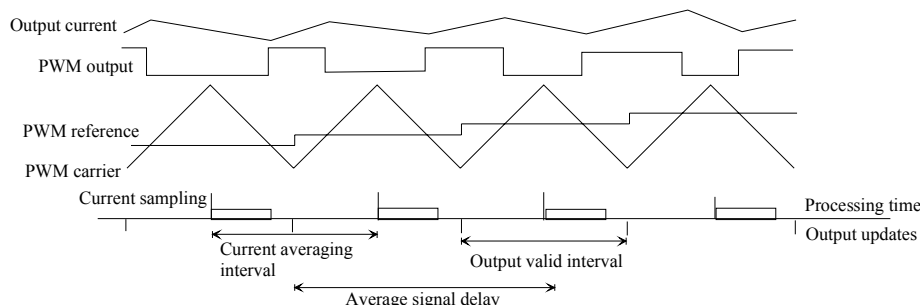 Output current
PWM output
PWM reference
PWM carrier
Current sampling
Processing time
Output updates
Current averaging
interval
Output valid interval
Average signal delay